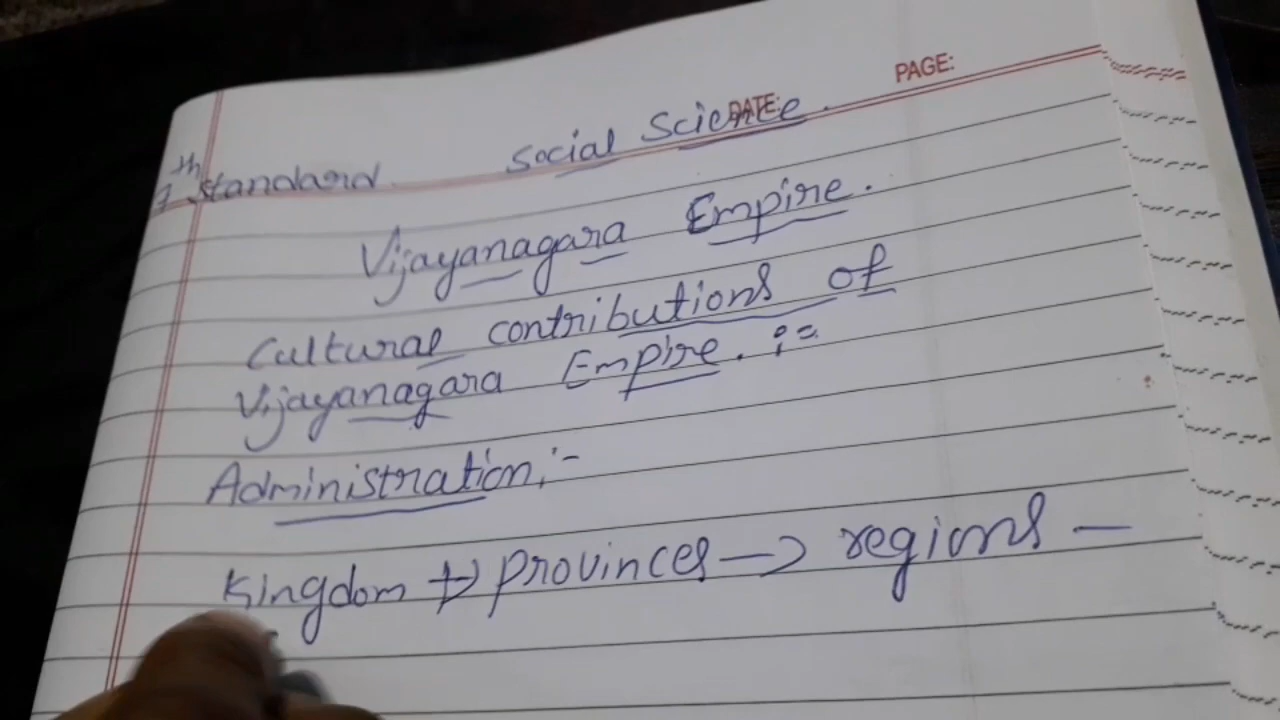 PAGE:
DATE:
Social Science.
7th standard
Vijayanagara Empire.
Cultural contributions of
Vijayanagara Empire. :=
Administration:-
Kingdom → provinces → regions —